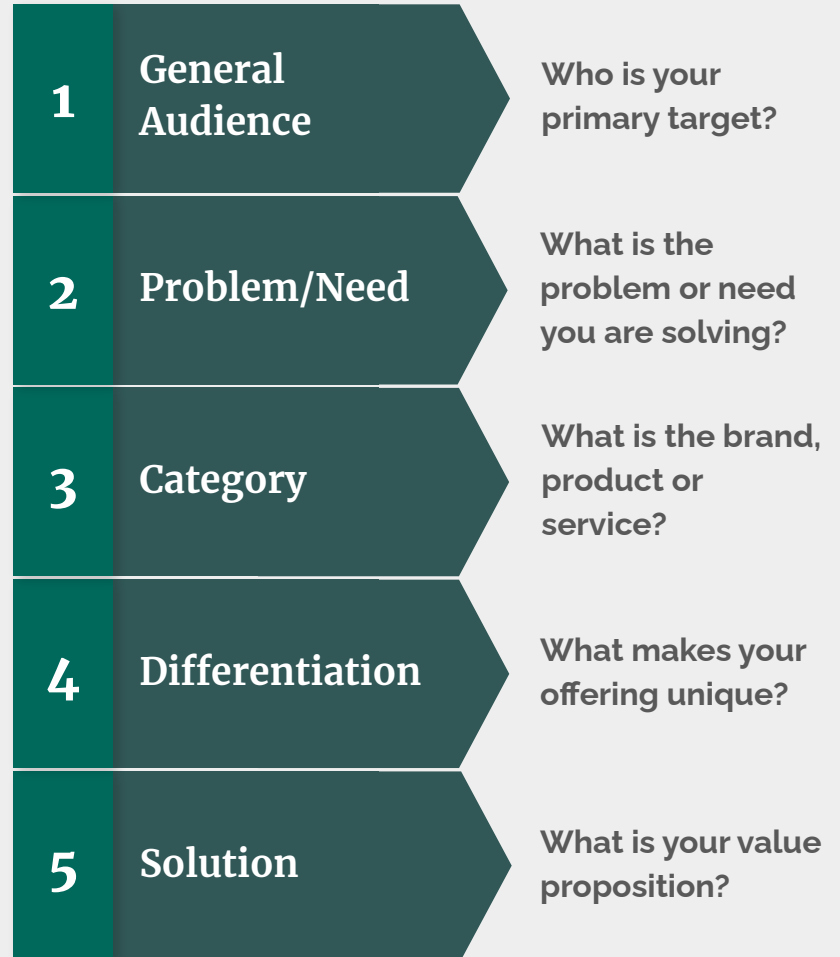 1
General
Audience
Who is your
primary target?
2
Problem/Need
What is the
problem or need
you are solving?
3
Category
What is the brand,
product or
service?
4
Differentiation
What makes your
offering unique?
5
Solution
What is your value
proposition?